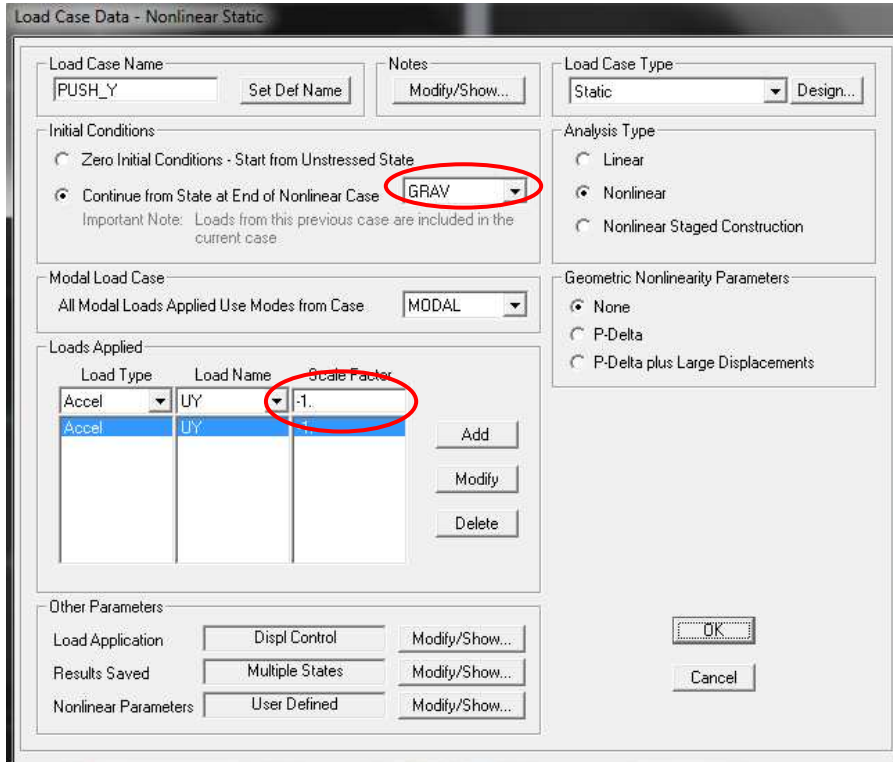 Load Case Data - Nonlinear Static
Load Case Name
PUSH_Y
Set Def Name
Notes
Modify/Show...
Load Case Type
Static
Design...
Initial Conditions
Zero Initial Conditions - Start from Unstressed State
Continue from State at End of Nonlinear Case
GRAV
Important Note: Loads from this previous case are included in the
current case
Analysis Type
Linear
Nonlinear
Nonlinear Staged Construction
Modal Load Case
All Modal Loads Applied Use Modes from Case
MODAL
Geometric Nonlinearity Parameters
None
P-Delta
P-Delta plus Large Displacements
Loads Applied
Load Type Load Name Scale Factor
Accel UY -1.
Accel UY -1.
Add
Modify
Delete
Other Parameters
Load Application Displ Control Modify/Show...
Results Saved Multiple States Modify/Show...
Nonlinear Parameters User Defined Modify/Show...
OK
Cancel